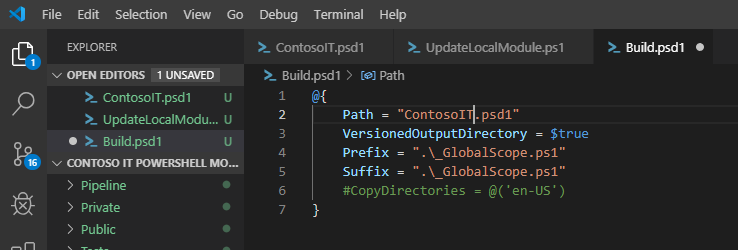 File Edit Selection View Go Debug Terminal Help
EXPLORER
OPEN EDITORS 1 UNSAVED
ContosoIT.psd1 U
UpdateLocalModu... U
Build.psd1 U
CONTOSO IT POWERSHELL MO...
Pipeline
Private
Public
1
16
ContosoIT.psd1 UpdateLocalModule.ps1 Build.psd1
Build.psd1 > Path
1 @{
2 Path = "ContosoIT.psd1"
3 VersionedOutputDirectory = $true
4 Prefix = ".\_GlobalScope.ps1"
5 Suffix = ".\_GlobalScope.ps1"
6 #CopyDirectories = @('en-US')
7 }